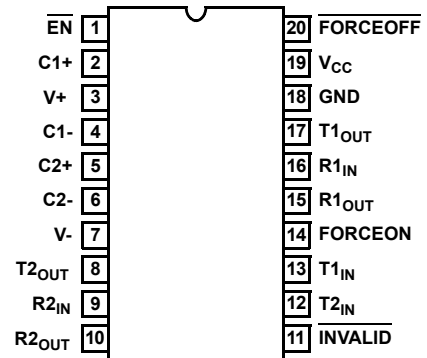 EN 1 20 FORCEOFF
C1+ 2 19 VCC
V+ 3 18 GND
C1- 4 17 T1OUT
C2+ 5 16 R1IN
C2- 6 15 R1OUT
V- 7 14 FORCEON
T2OUT 8 13 T1IN
R2IN 9 12 T2IN
R2OUT 10 11 INVALID